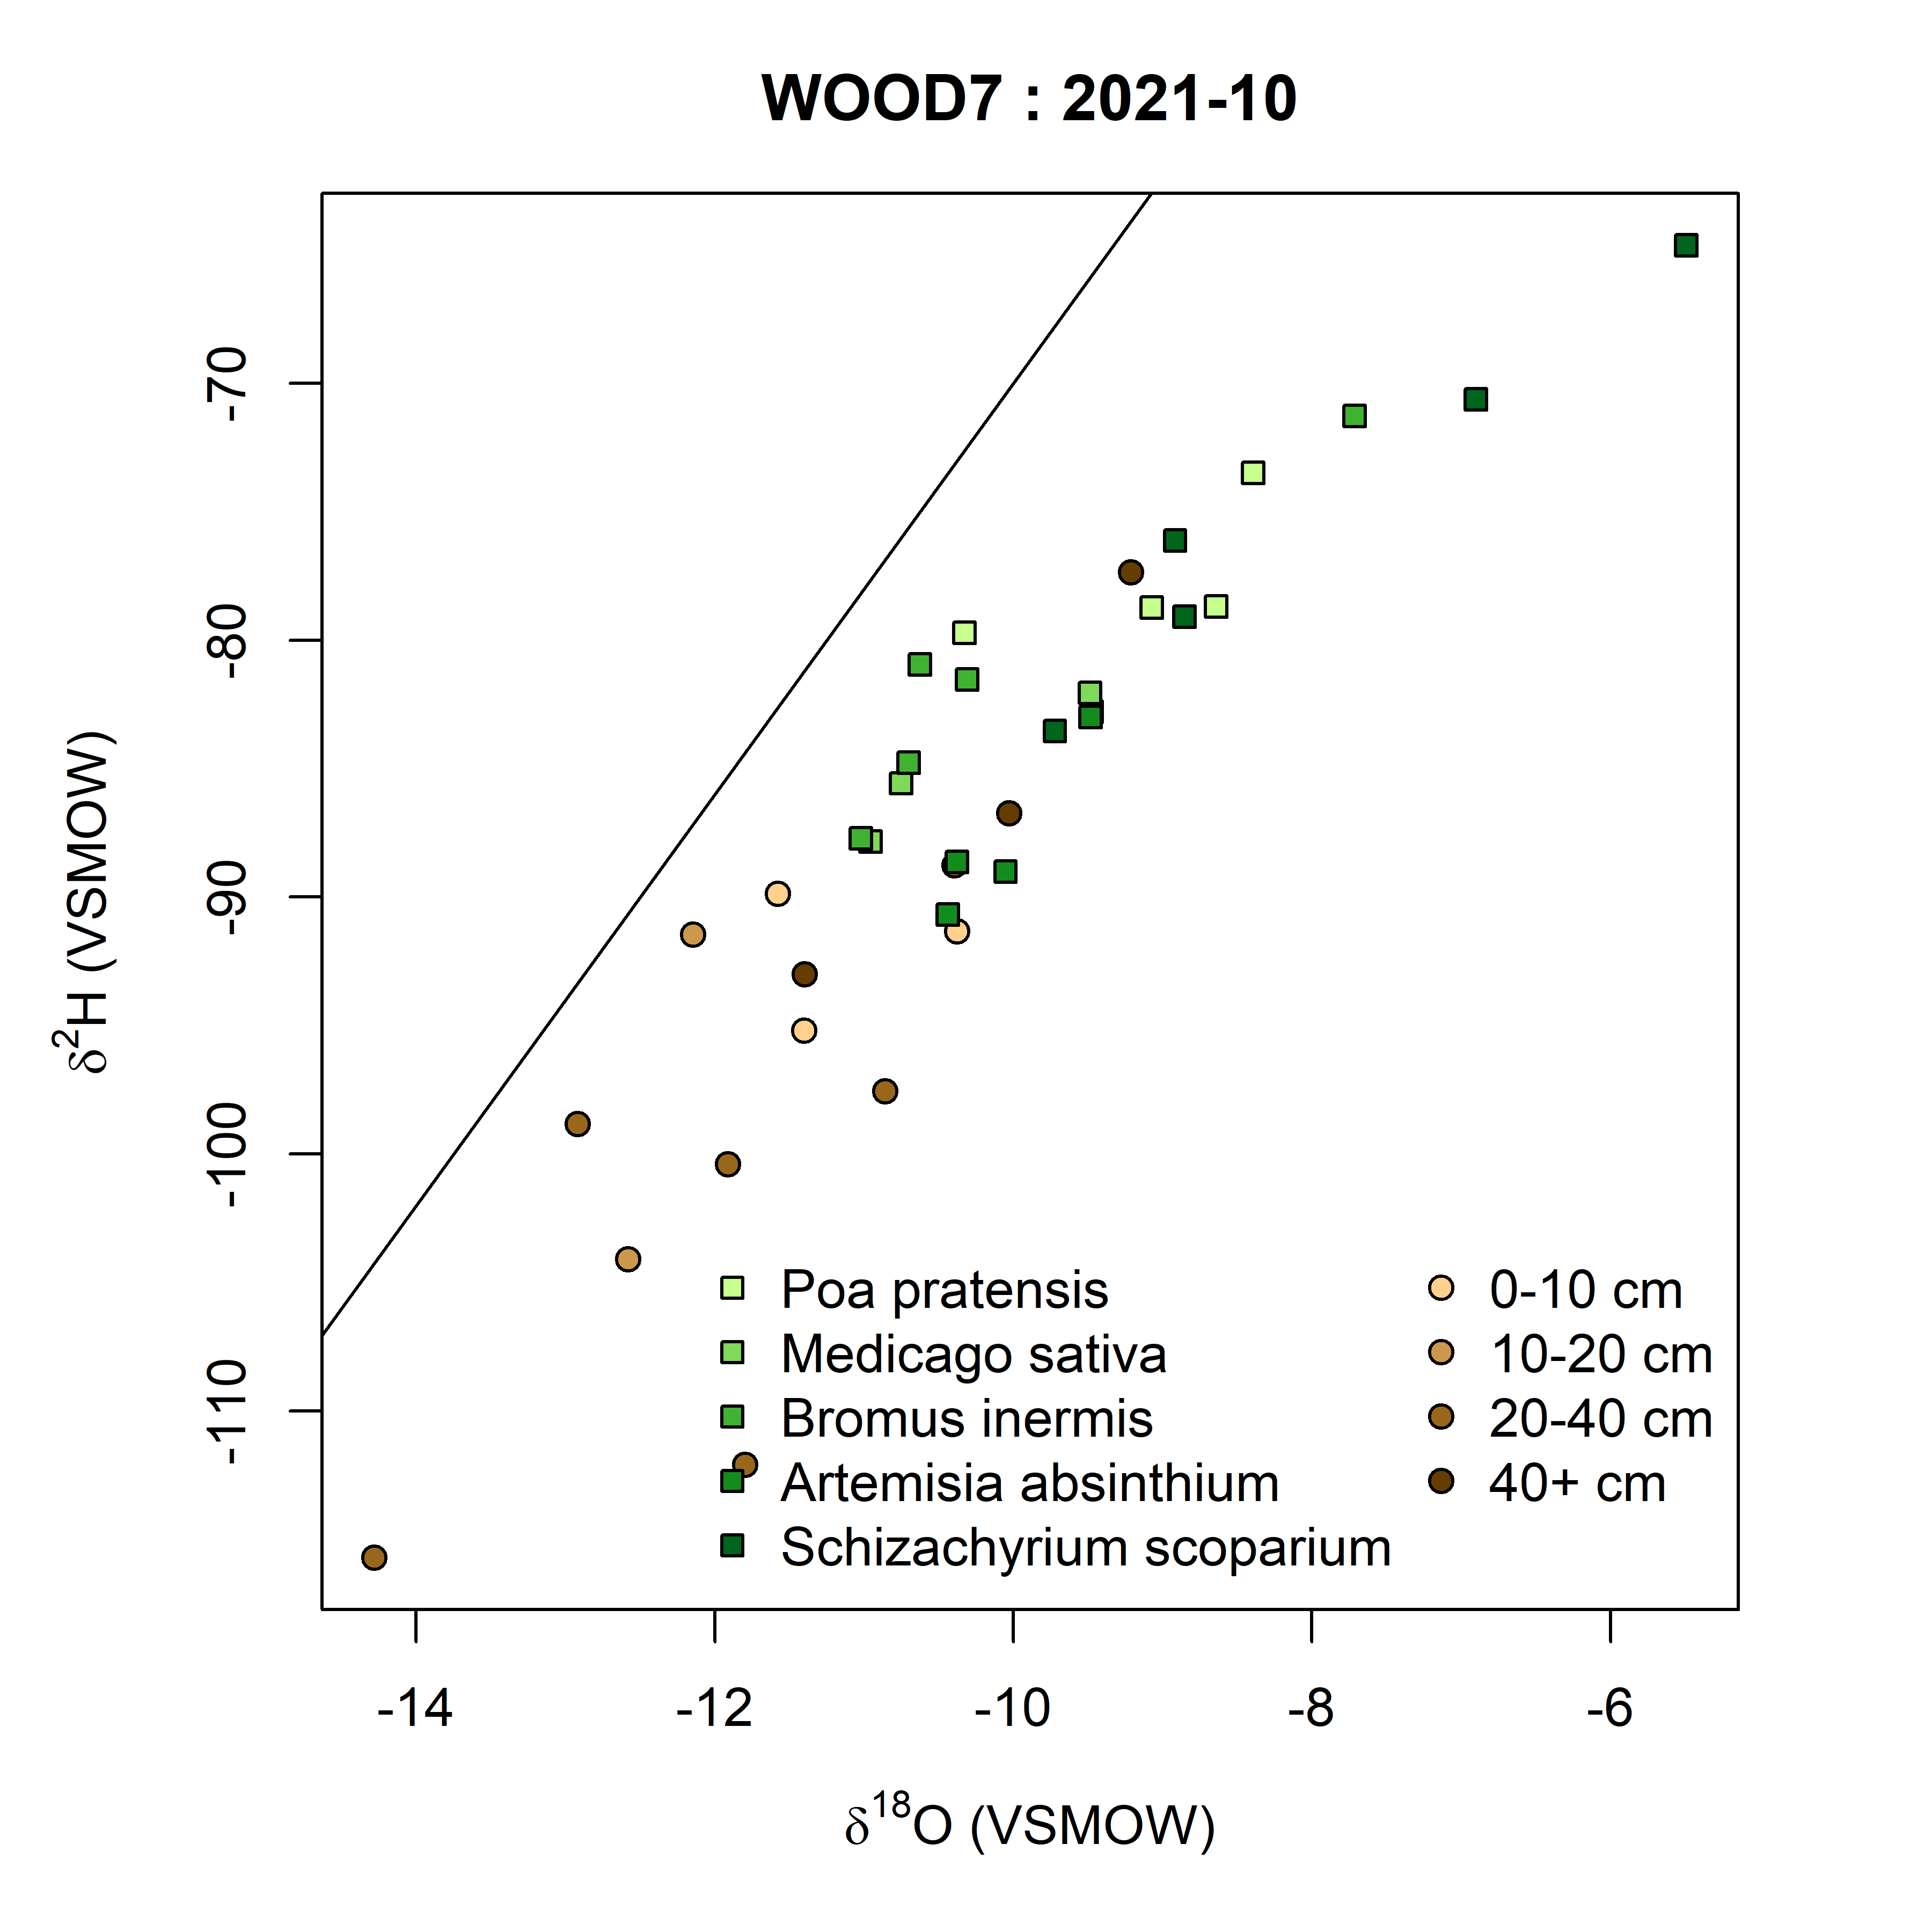 WOOD7 : 2021-10
δ2H (VSMOW)
-70
-80
-90
-100
-110
Poa pratensis
Medicago sativa
Bromus inermis
Artemisia absinthium
Schizachyrium scoparium
0-10 cm
10-20 cm
20-40 cm
40+ cm
-14
-12
-10
-8
-6
δ18O (VSMOW)